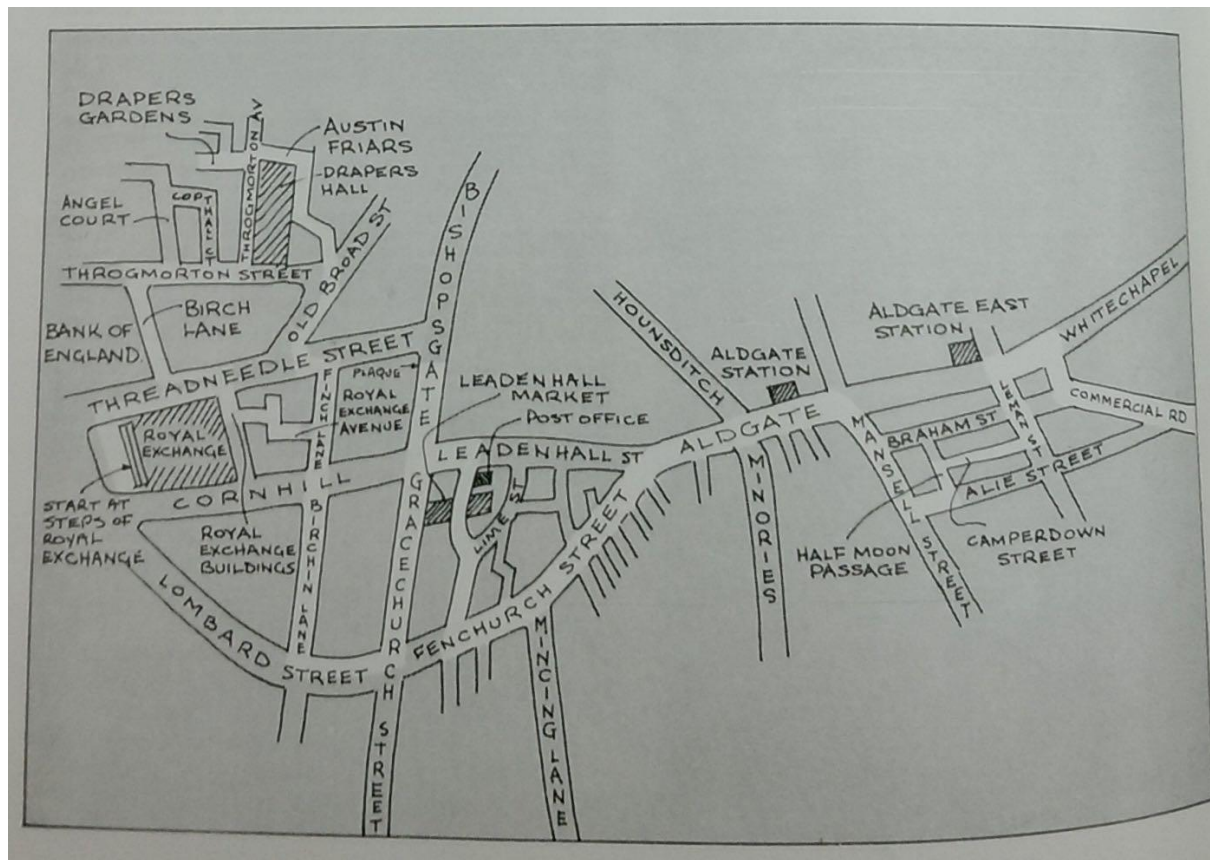 DRAPERS
GARDENS
THROGMORTON AV
AUSTIN
FRIARS
DRAPERS
HALL
ANGEL
COURT
COPTHALL CT
THROGMORTON STREET
OLD BROAD ST
BISHOPSGATE
BIRCH
LANE
BANK OF
ENGLAND
THREADNEEDLE STREET
PLAQUE
FINCH LANE
ROYAL
EXCHANGE
AVENUE
ROYAL
EXCHANGE
CORNHILL
START AT
STEPS OF
ROYAL
EXCHANGE
ROYAL
EXCHANGE
BUILDINGS
BIRCHIN LANE
LOMBARD STREET
GRACECHURCH STREET
LEADENHALL
MARKET
POST OFFICE
LEADENHALL ST
LIME ST
FENCHURCH STREET
MINCING LANE
HOUNSDITCH
ALDGATE
STATION
ALDGATE
MINORIES
ALDGATE EAST
STATION
WHITECHAPEL
COMMERCIAL RD
MANSELL STREET
BRAHAM ST
LEMAN ST
ALIE STREET
HALF MOON
PASSAGE
CAMPERDOWN
STREET